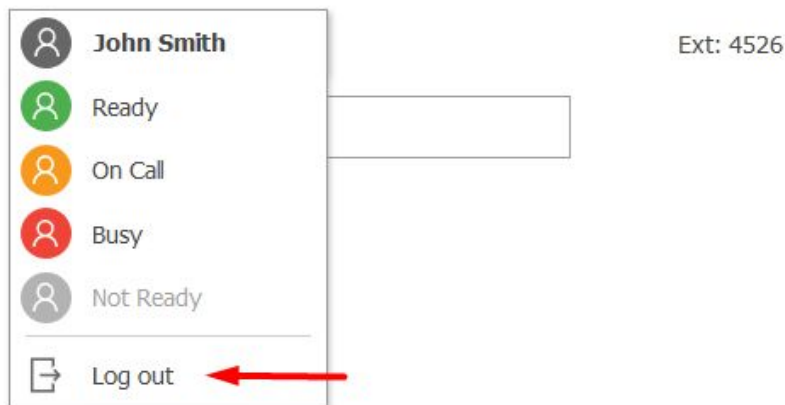 John Smith
Ext: 4526
Ready
On Call
Busy
Not Ready
Log out